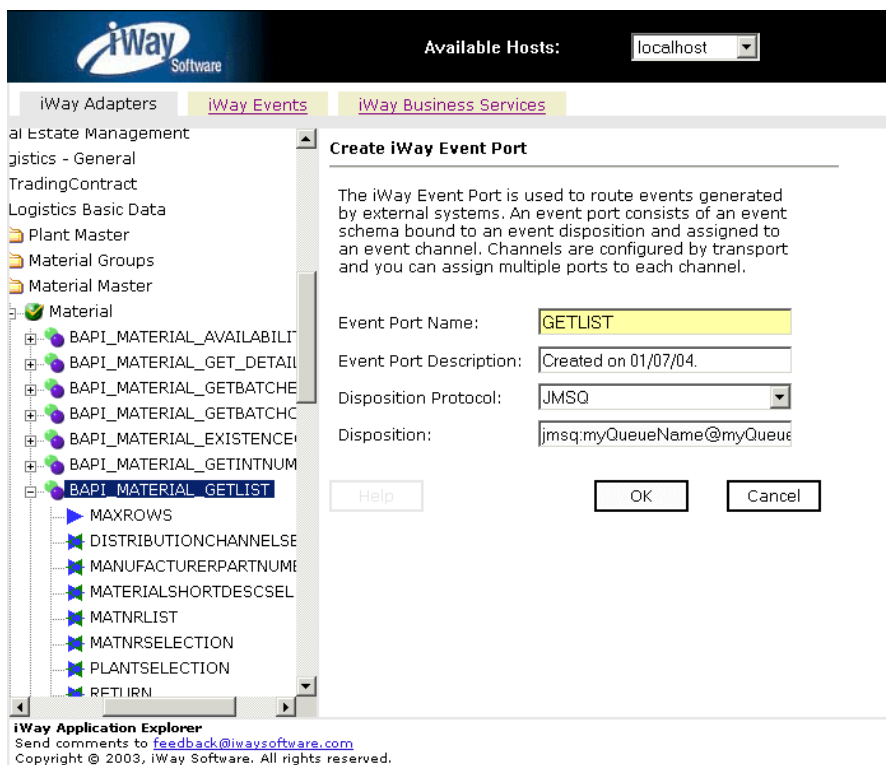 iWay
Software
Available Hosts:
localhost
iWay Adapters
iWay Events
iWay Business Services
al Estate Management
gistics - General
TradingContract
Logistics Basic Data
Plant Master
Material Groups
Material Master
Material
BAPI_MATERIAL_AVAILABILIT
BAPI_MATERIAL_GET_DETAIL
BAPI_MATERIAL_GETBATCHE
BAPI_MATERIAL_GETBATCHC
BAPI_MATERIAL_EXISTENCE
BAPI_MATERIAL_GETINTNUM
BAPI_MATERIAL_GETLIST
MAXROWS
DISTRIBUTIONCHANNELSE
MANUFACTURERPARTNUME
MATERIALSHORTDESCSEL
MATNRLIST
MATNRSELECTION
PLANTSELECTION
RETURN
Create iWay Event Port
The iWay Event Port is used to route events generated
by external systems. An event port consists of an event
schema bound to an event disposition and assigned to
an event channel. Channels are configured by transport
and you can assign multiple ports to each channel.
Event Port Name:
GETLIST
Event Port Description:
Created on 01/07/04.
Disposition Protocol:
JMSQ
Disposition:
jmsq:myQueueName@myQueue
Help
OK
Cancel
iWay Application Explorer
Send comments to feedback@iwaysoftware.com
Copyright © 2003, iWay Software. All rights reserved.